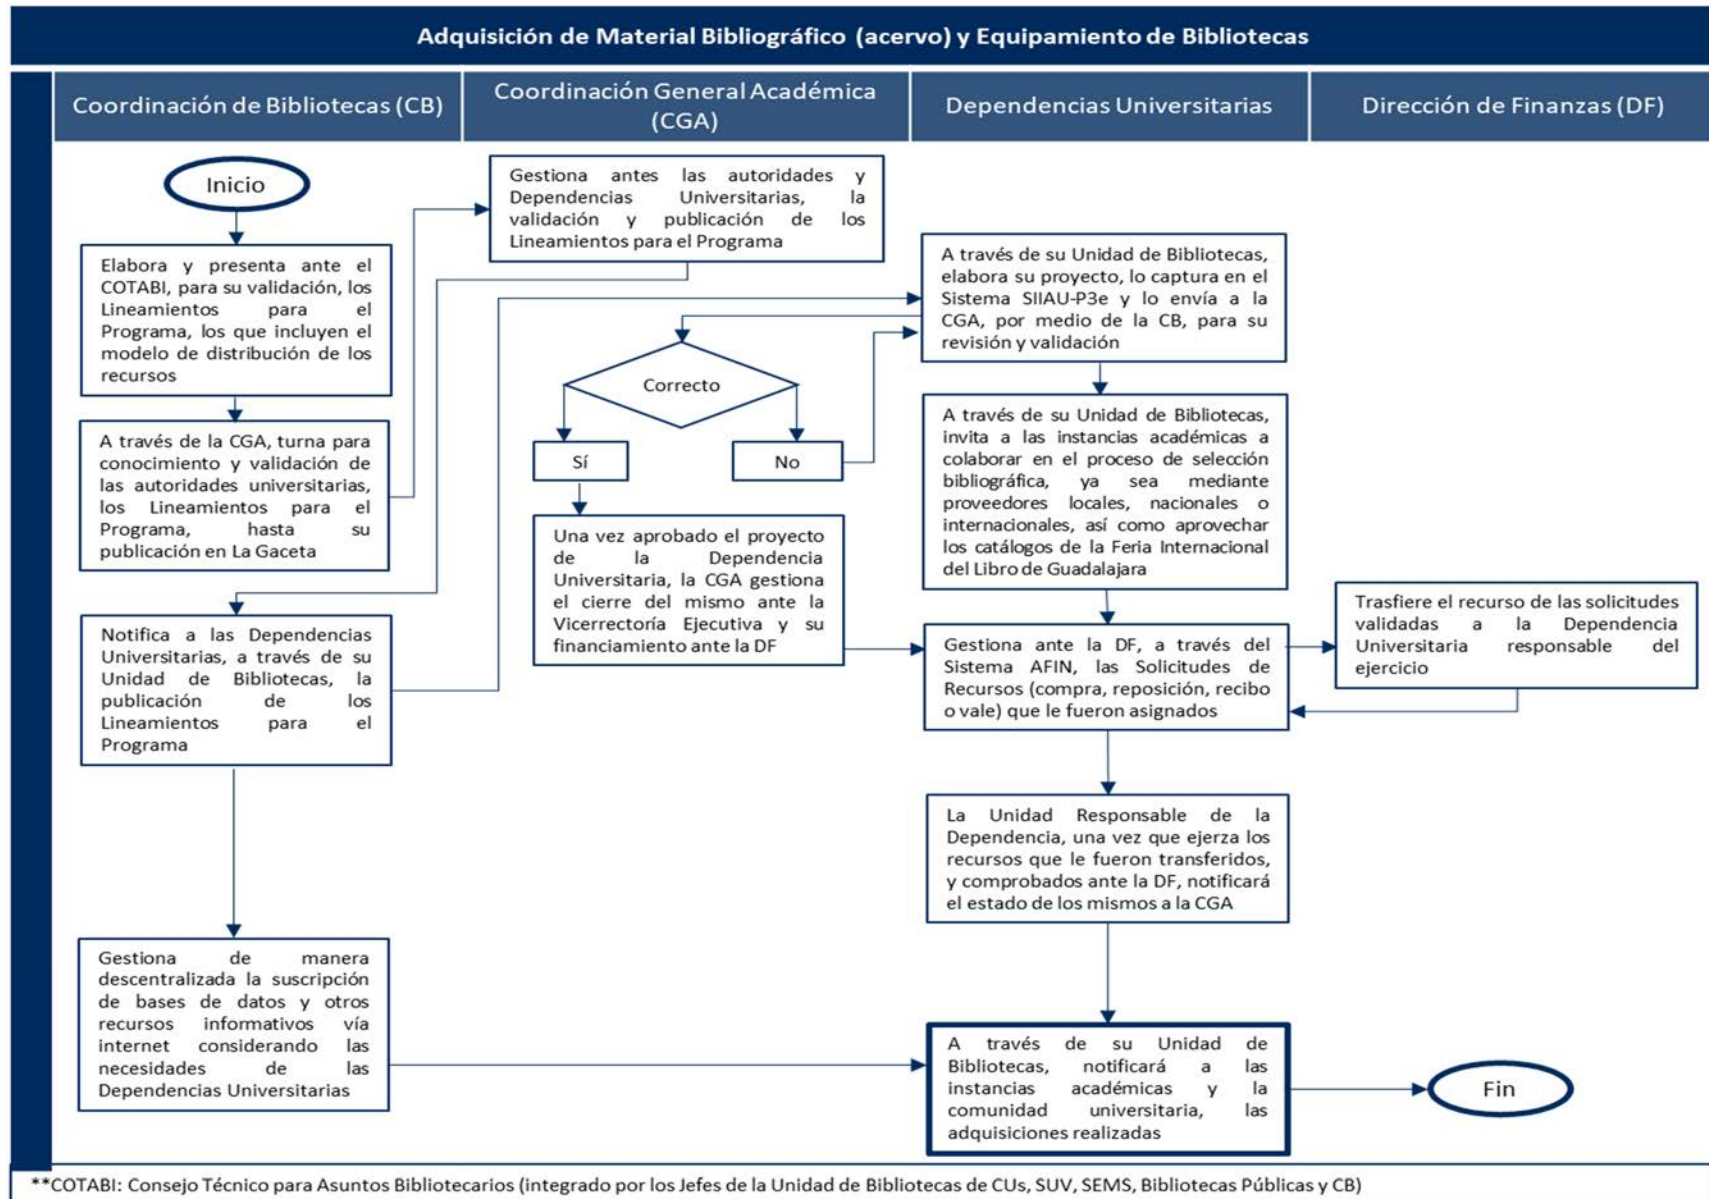 Adquisición de Material Bibliográfico (acervo) y Equipamiento de Bibliotecas
Coordinación de Bibliotecas (CB)
Coordinación General Académica
(CGA)
Dependencias Universitarias
Dirección de Finanzas (DF)
Inicio
Elabora y presenta ante el
COTABI, para su validación, los
Lineamientos para el
Programa, los que incluyen el
modelo de distribución de los
recursos
A través de la CGA, turna para
conocimiento y validación de
las autoridades universitarias,
los Lineamientos para el
Programa, hasta su
publicación en La Gaceta
Gestiona antes las autoridades y
Dependencias Universitarias, la
validación y publicación de los
Lineamientos para el Programa
Notifica a las Dependencias
Universitarias, a través de su
Unidad de Bibliotecas, la
publicación de los
Lineamientos para el
Programa
A través de su Unidad de Bibliotecas,
elabora su proyecto, lo captura en el
Sistema SIIAU-P3e y lo envía a la
CGA, por medio de la CB, para su
revisión y validación
Correcto
Sí
No
Una vez aprobado el proyecto
de la Dependencia
Universitaria, la CGA gestiona
el cierre del mismo ante la
Vicerrectoría Ejecutiva y su
financiamiento ante la DF
A través de su Unidad de Bibliotecas,
invita a las instancias académicas a
colaborar en el proceso de selección
bibliográfica, ya sea mediante
proveedores locales, nacionales o
internacionales, así como aprovechar
los catálogos de la Feria Internacional
del Libro de Guadalajara
Gestiona ante la DF, a través del
Sistema AFIN, las Solicitudes de
Recursos (compra, reposición, recibo
o vale) que le fueron asignados
Trasfiere el recurso de las solicitudes
validadas a la Dependencia
Universitaria responsable del
ejercicio
La Unidad Responsable de la
Dependencia, una vez que ejerza los
recursos que le fueron transferidos,
y comprobados ante la DF, notificará
el estado de los mismos a la CGA
Gestiona de manera
descentralizada la suscripción
de bases de datos y otros
recursos informativos vía
internet considerando las
necesidades de las
Dependencias Universitarias
A través de su Unidad de
Bibliotecas, notificará a las
instancias académicas y la
comunidad universitaria, las
adquisiciones realizadas
Fin
**COTABI: Consejo Técnico para Asuntos Bibliotecarios (integrado por los Jefes de la Unidad de Bibliotecas de CUs, SUV, SEMS, Bibliotecas Públicas y CB)